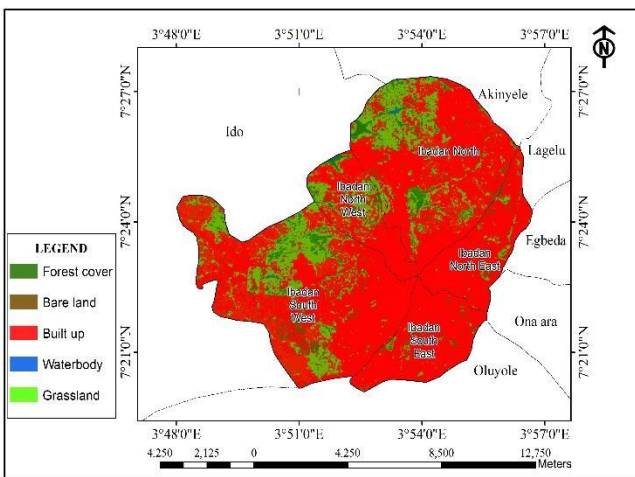 3°48'0"E 3°51'0"E 3°54'0"E 3°57'0"E
N
7°27'0"N 7°27'0"N
Akinyele
Ido
Ibadan North
Lagelu
Ibadan
North
West
7°24'0"N 7°24'0"N
Egbeda
LEGEND
Forest cover
Bare land
Built up
Waterbody
Grassland
Ibadan
North East
Ibadan
South
West
Ona ara
Ibadan
South
East
7°21'0"N 7°21'0"N
Oluyole
3°48'0"E 3°51'0"E 3°54'0"E 3°57'0"E
4,250 2,125 0 4,250 8,500 12,750
Meters